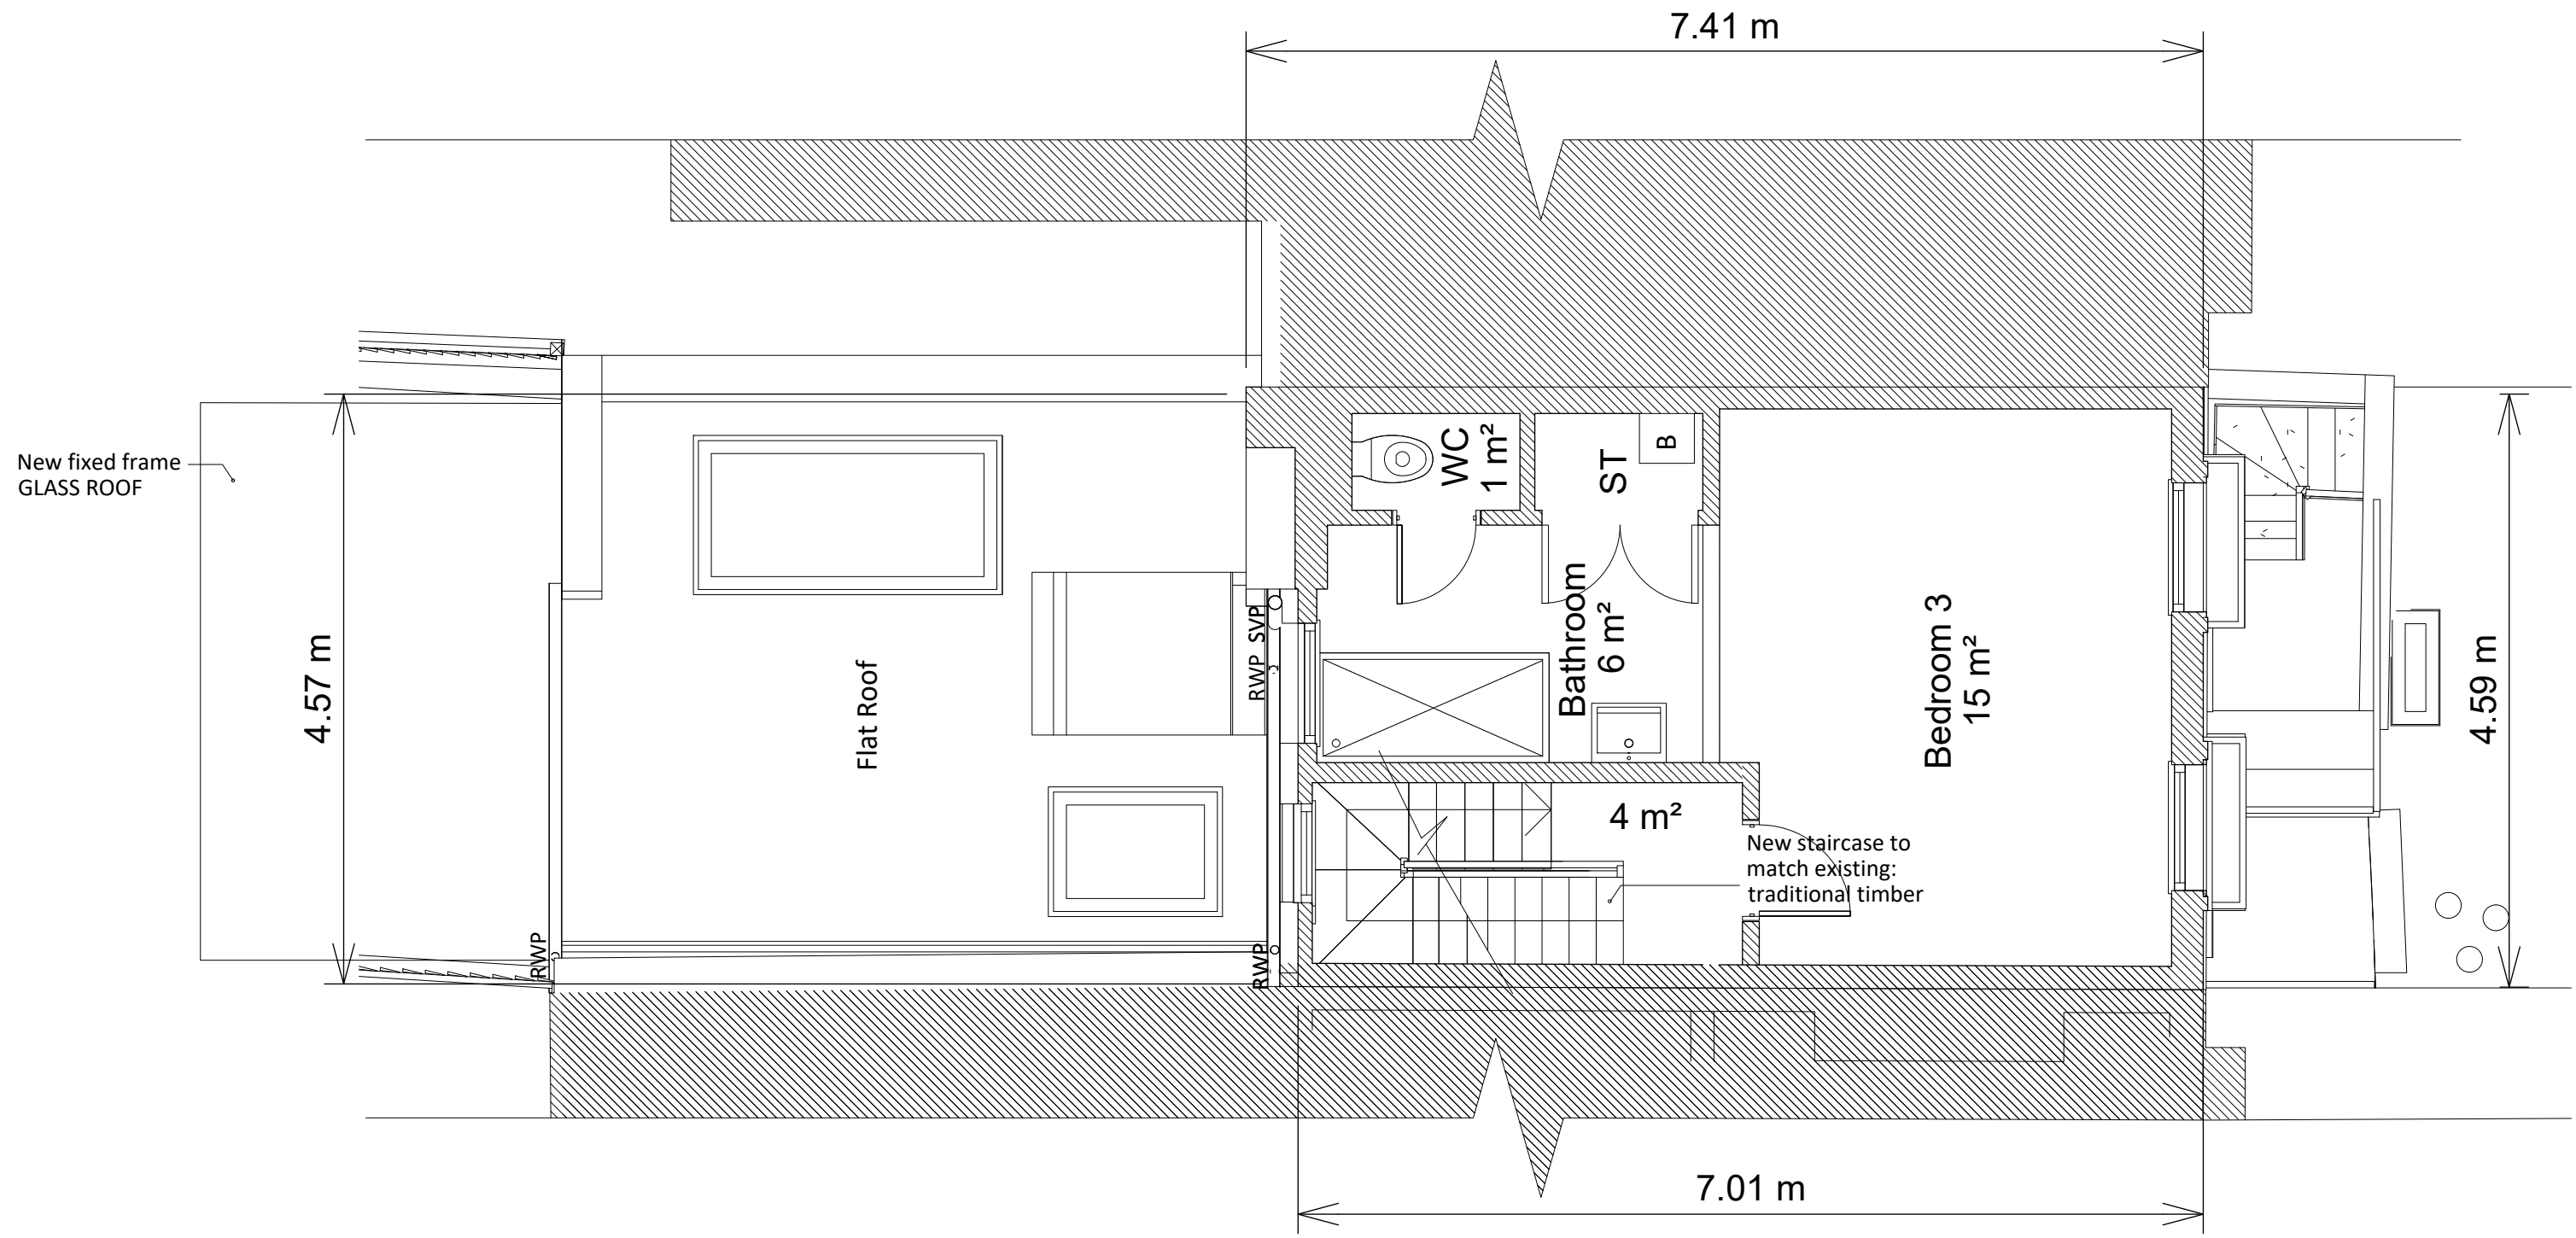 7.41 m
New fixed frame
GLASS ROOF
4.57 m
Flat Roof
RWP
RWP
SVP
RWP
WC
1 m²
ST
B
Bathroom
6 m²
Bedroom 3
15 m²
4 m²
New staircase to
match existing:
traditional timber
4.59 m
7.01 m